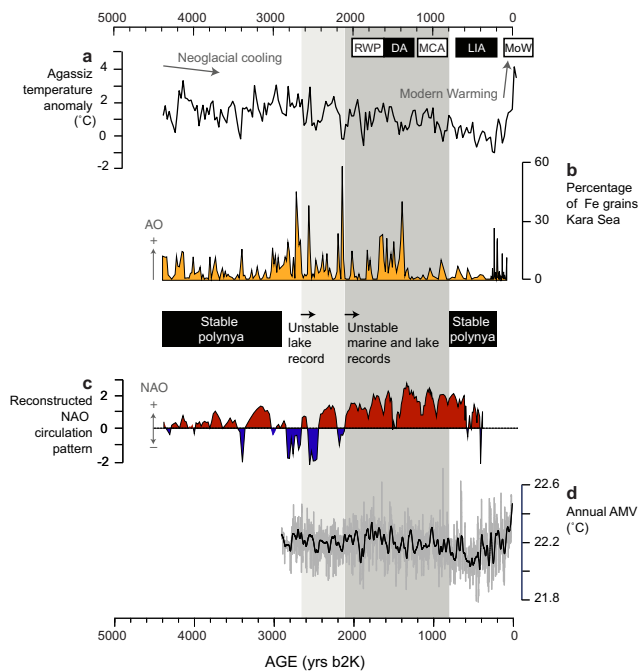 5000 4000 3000 2000 1000 0
RWP DA MCA LIA MoW
a
Neoglacial cooling
Agassiz
temperature
anomaly
(˚C)
4
2
0
-2
Modern Warming
60
30
0
b
Percentage
of Fe grains
Kara Sea
AO
+
Stable
polynya
Unstable
lake
record
Unstable
marine and lake
records
Stable
polynya
c
Reconstructed
NAO
circulation
pattern
NAO
+
–
2
0
-2
22.6
22.2
21.8
d
Annual AMV
(˚C)
5000 4000 3000 2000 1000 0
AGE (yrs b2K)